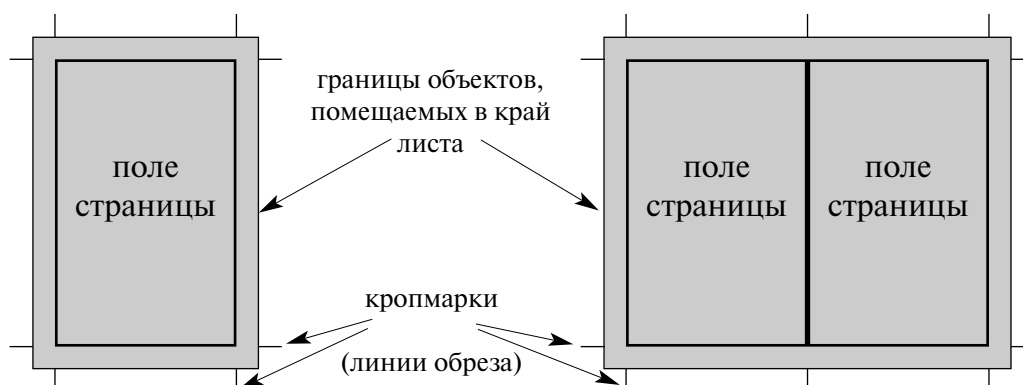 границы объектов,
помещаемых в край
листа
поле
страницы
поле
страницы
поле
страницы
кропмарки
(линии обреза)